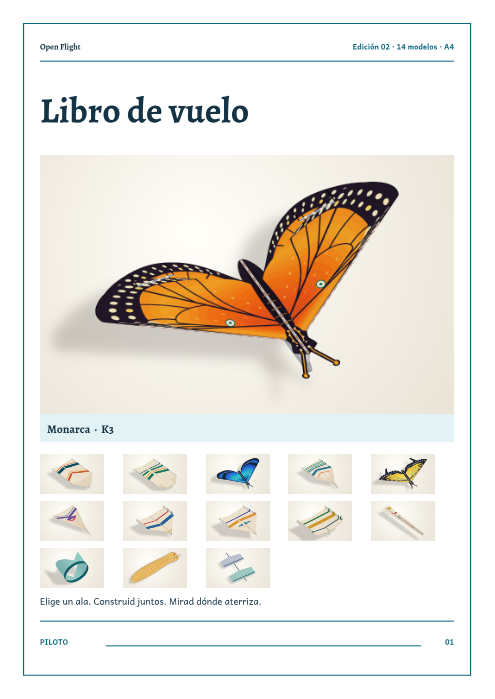 Open Flight
Edición 02 · 14 modelos · A4
Libro de vuelo
Monarca · K3
Elige un ala. Construid juntos. Mirad dónde aterriza.
PILOTO
01